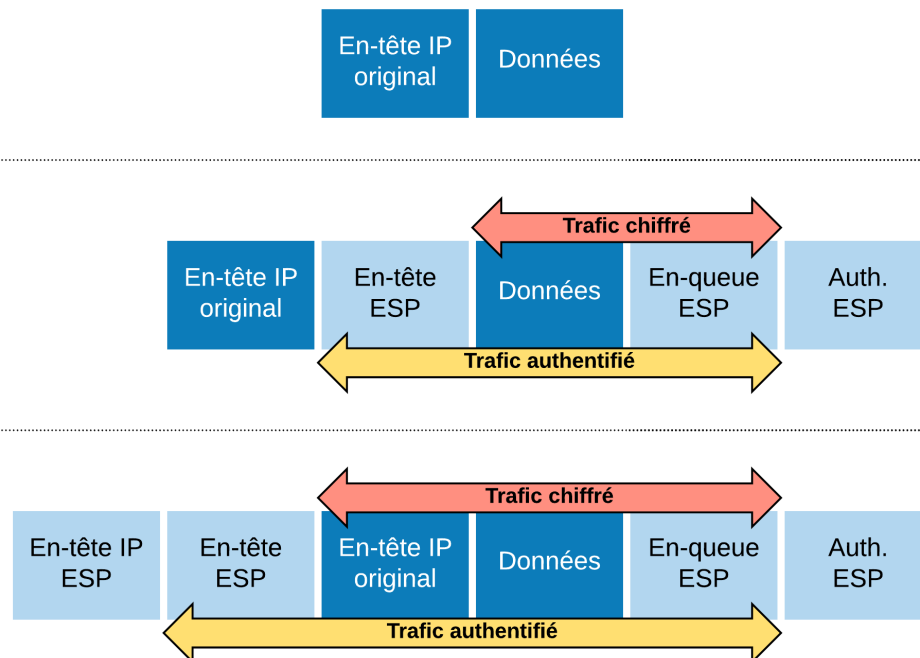 En-tête IP
original
Données
Trafic chiffré
En-tête IP
original
En-tête
ESP
Données
En-queue
ESP
Auth.
ESP
Trafic authentifié
Trafic chiffré
En-tête IP
ESP
En-tête
ESP
En-tête IP
original
Données
En-queue
ESP
Auth.
ESP
Trafic authentifié